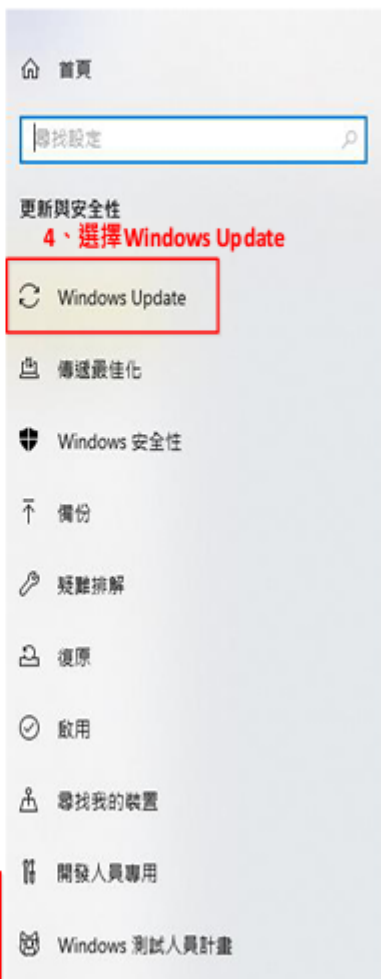 首頁
尋找設定
更新與安全性
4、選擇Windows Update
Windows Update
傳遞最佳化
Windows 安全性
備份
疑難排解
復原
啟用
尋找我的裝置
開發人員專用
Windows 測試人員計畫